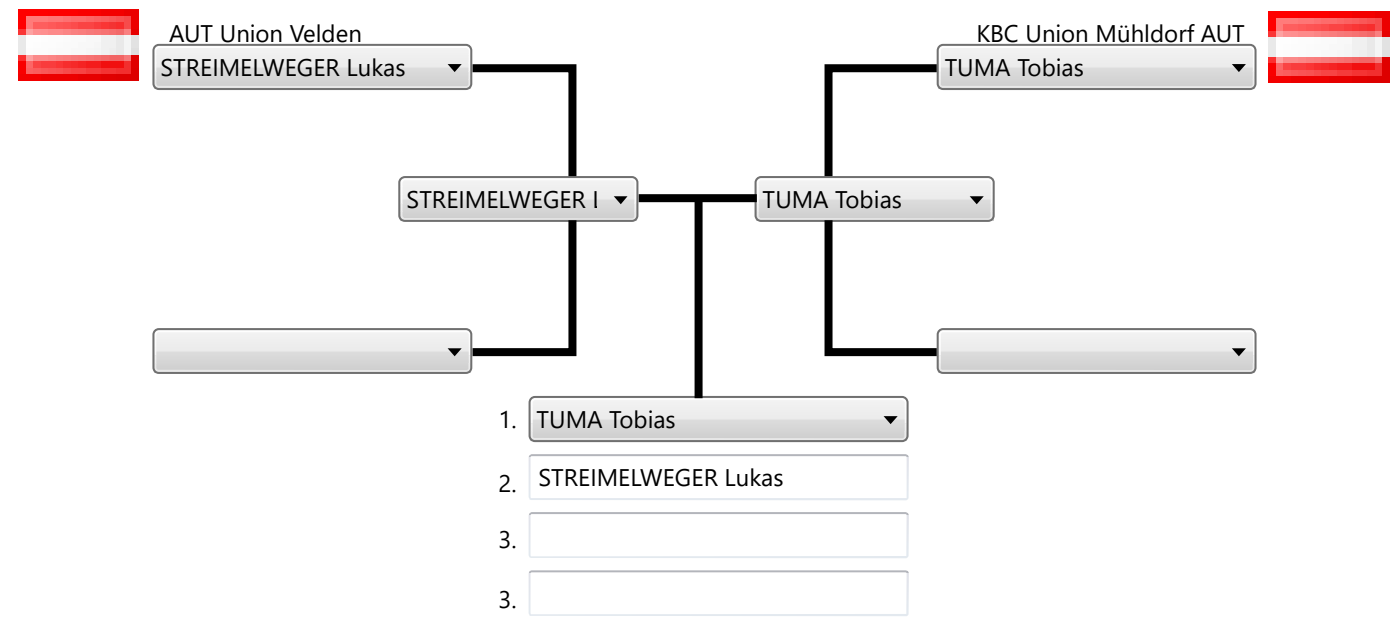 AUT Union Velden
KBC Union Mühldorf AUT
STREIMELWEGER Lukas
TUMA Tobias
STREIMELWEGER I
TUMA Tobias
1. TUMA Tobias
2. STREIMELWEGER Lukas
3.
3.